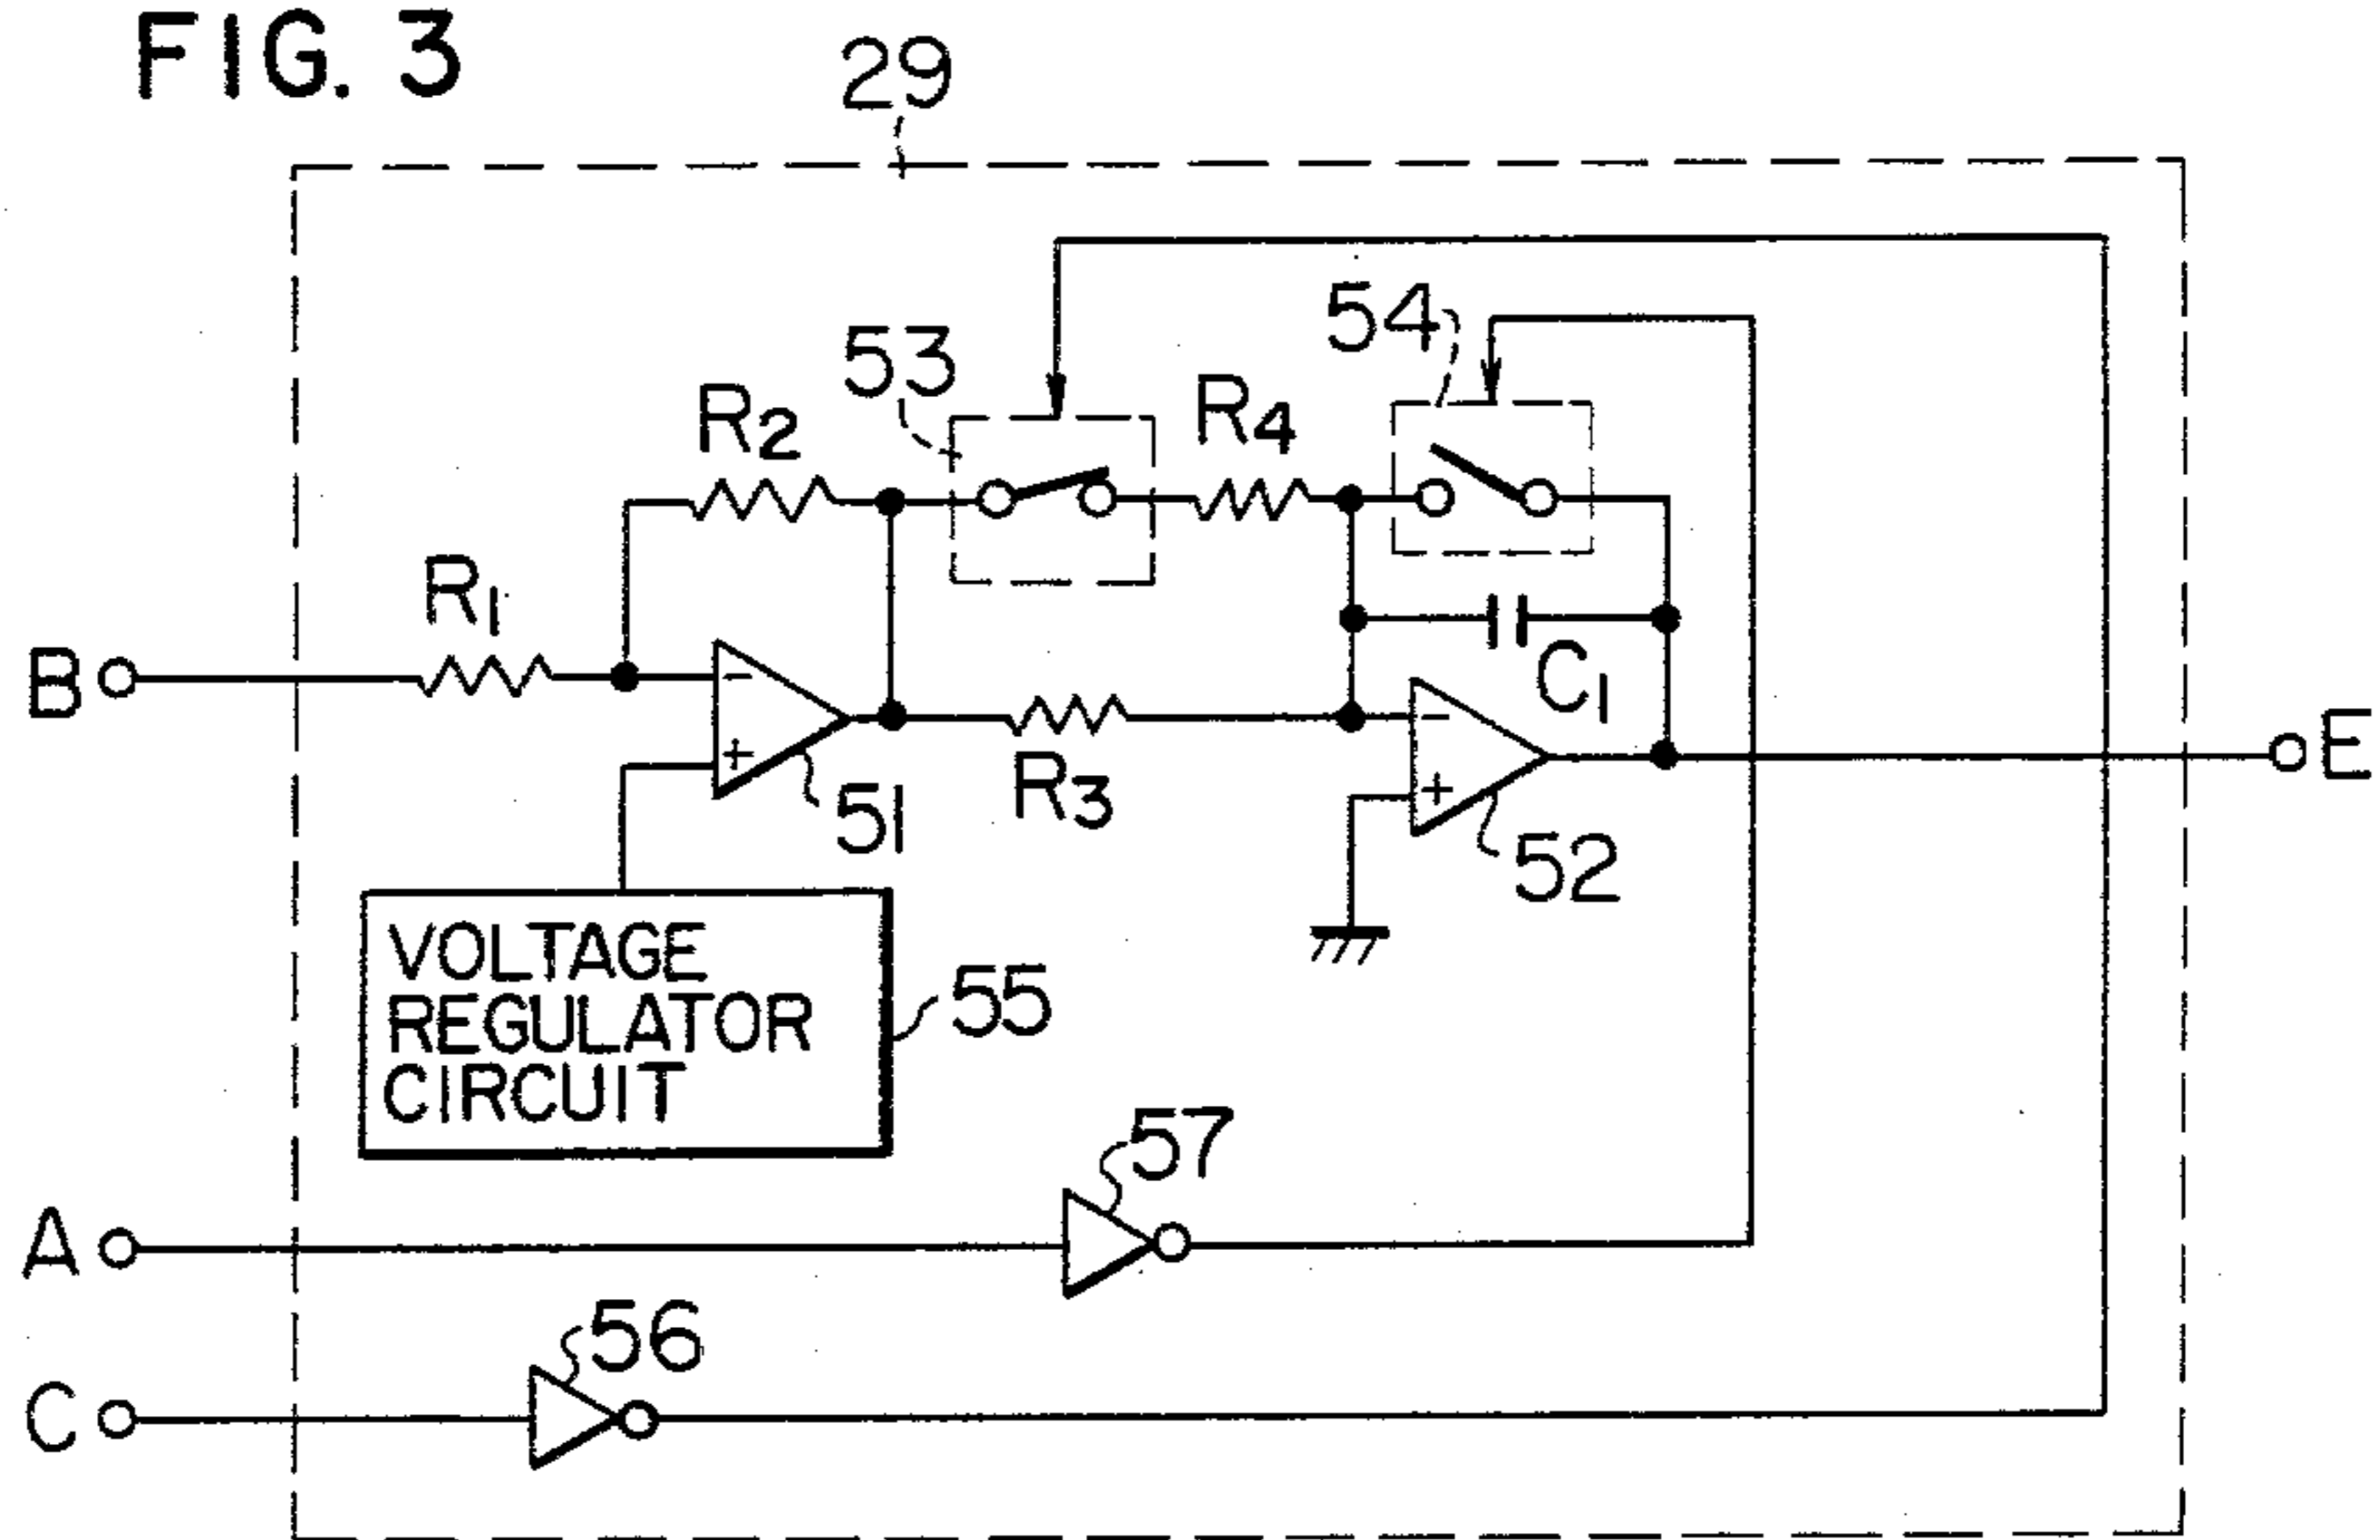 FIG. 3
29
54
53
R2
R4
R1
C1
B
- 
+
51
R3
-
+
52
E
VOLTAGE
REGULATOR
CIRCUIT
55
57
A
56
C